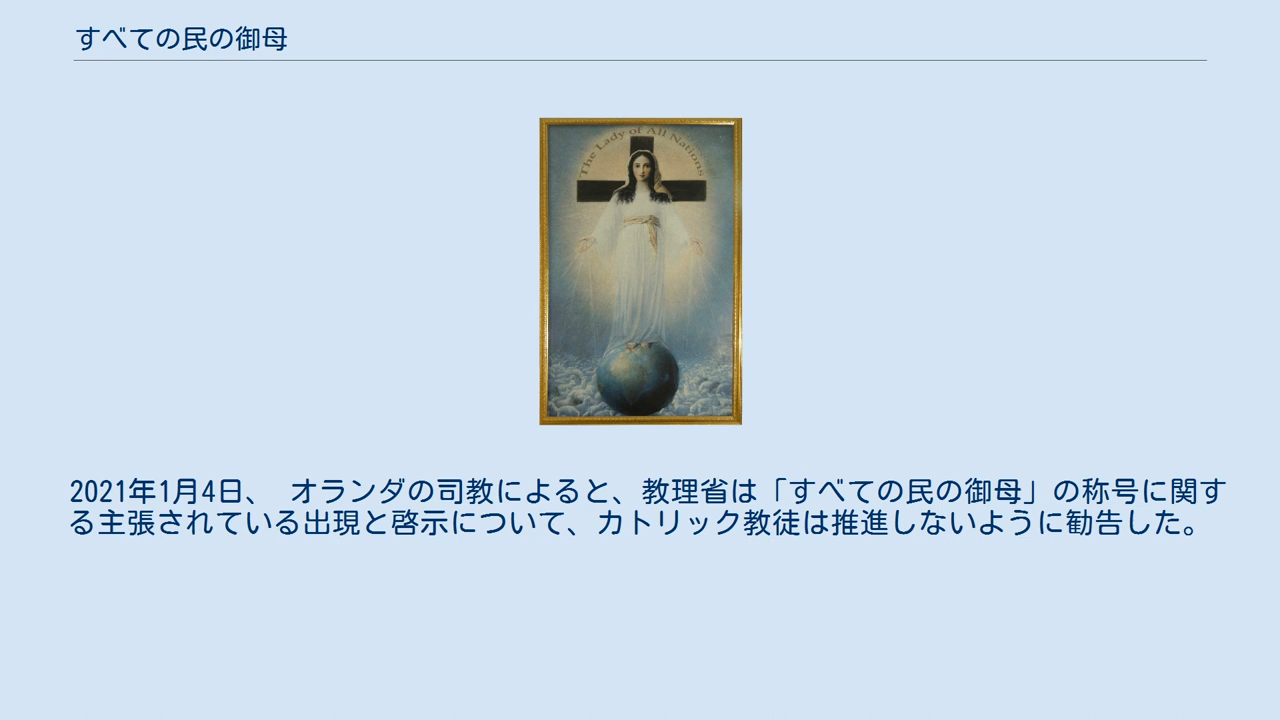 すべての民の御母
The Lady of All Nations
2021年1月4日、 オランダの司教によると、教理省は「すべての民の御母」の称号に関す
る主張されている出現と啓示について、カトリック教徒は推進しないように勧告した。